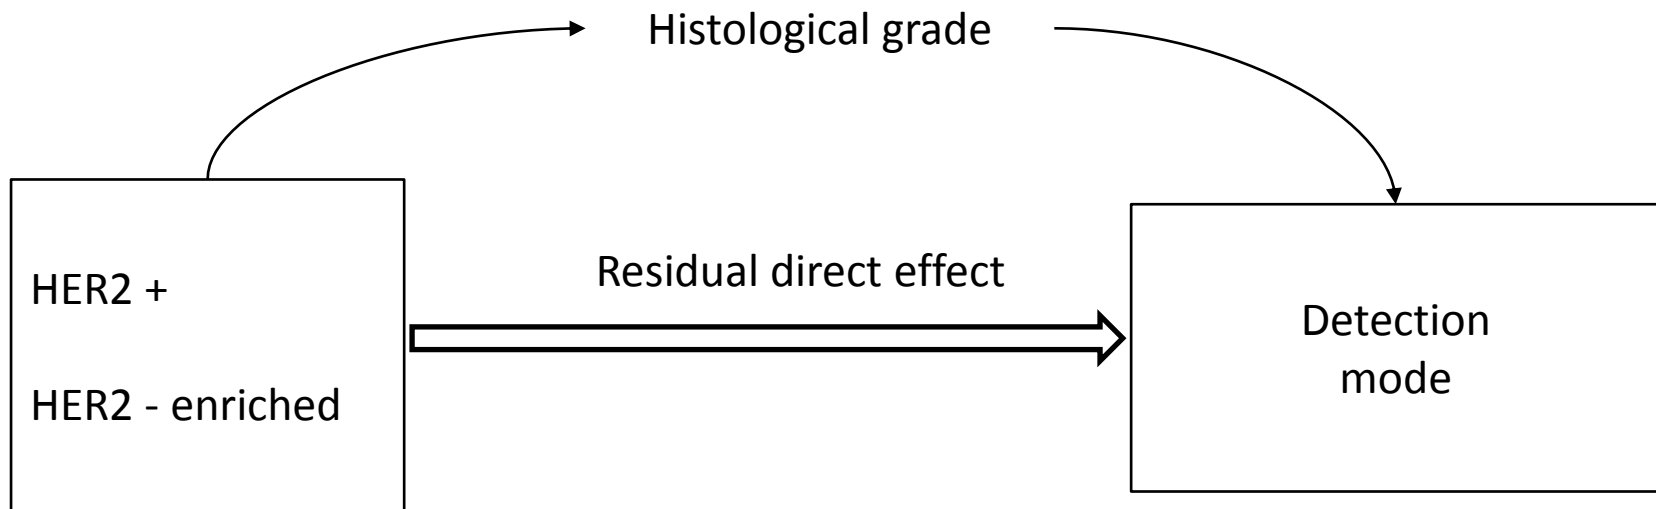 Histological grade
HER2 +
HER2 - enriched
Residual direct effect
Detection
mode